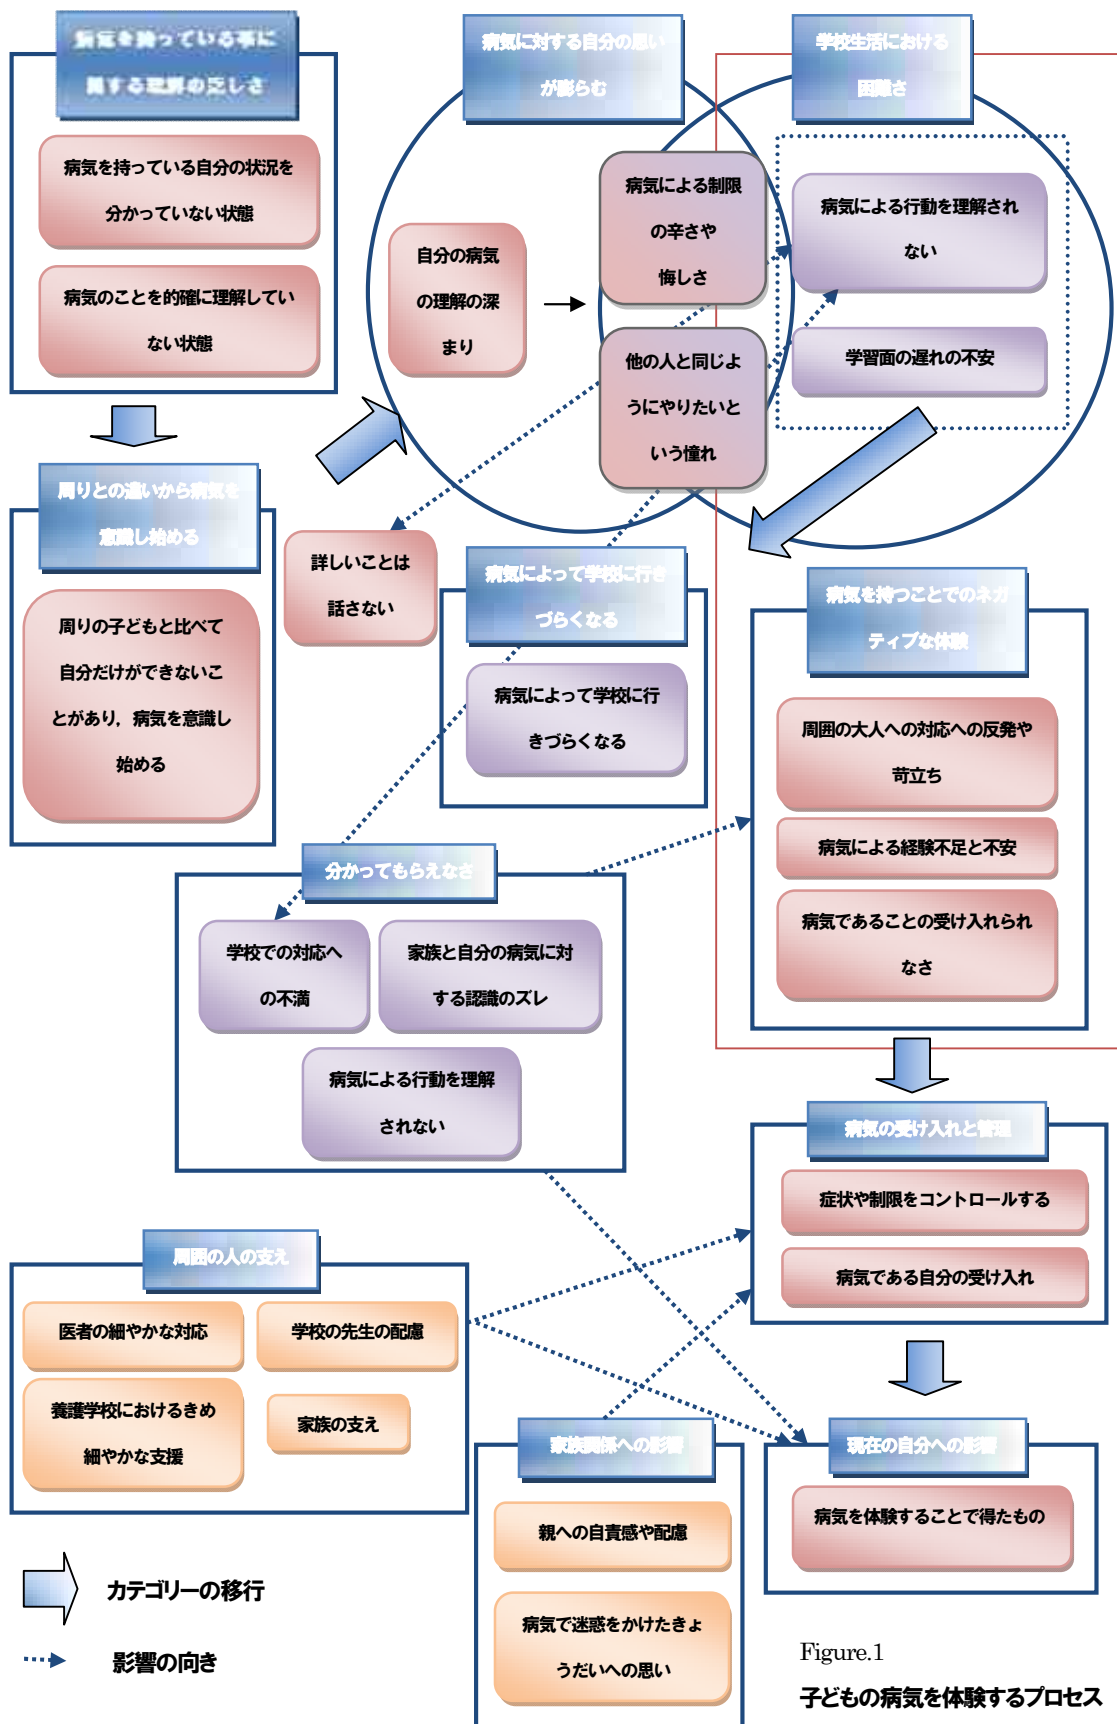 病気を持っている事に
関する理解の乏しさ
病気を持っている自分の状況を
分かっていない状態
病気のことを的確に理解してい
ない状態
病気に対する自分の思い
が膨らむ
学校生活における
困難さ
自分の病気
の理解の深
まり
病気による制限
の辛さや
悔しさ
他の人と同じよ
うにやりたいと
いう憧れ
病気による行動を理解され
ない
学習面の遅れの不安
周りとの違いから病気を
意識し始める
周りの子どもと比べて
自分だけができないこ
とがあり，病気を意識し
始める
詳しいことは
話さない
病気によって学校に行き
づらくなる
病気によって学校に行
きづらくなる
病気を持つことでのネガ
ティブな体験
周囲の大人への対応への反発や
苛立ち
病気による経験不足と不安
病気であることの受け入れられ
なさ
分かってもらえなさ
学校での対応へ
の不満
家族と自分の病気に対
する認識のズレ
病気による行動を理解
されない
病気の受け入れと管理
症状や制限をコントロールする
病気である自分の受け入れ
周囲の人の支え
医者の細やかな対応
学校の先生の配慮
養護学校におけるきめ
細やかな支援
家族の支え
家族関係への影響
親への自責感や配慮
病気で迷惑をかけたきょ
うだいへの思い
現在の自分への影響
病気を体験することで得たもの
カテゴリーの移行
影響の向き
Figure.1
子どもの病気を体験するプロセス